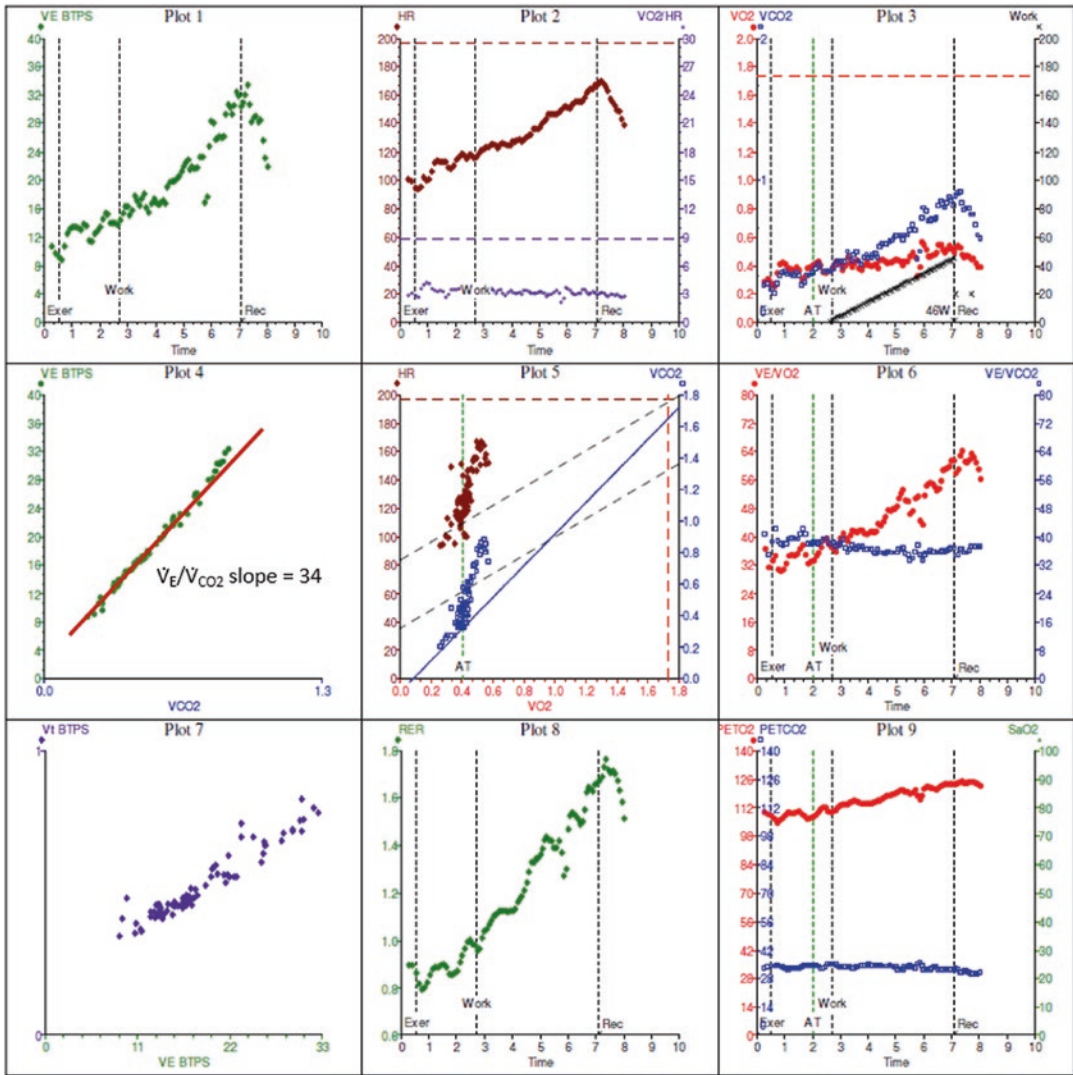 VE BTPS Plot 1
40
36
32
28
24
20
16
12
8
4
0
Exer Work Rec
0 1 2 3 4 5 6 7 8 9 10
Time
HR Plot 2 VO2/HR
200 30
180 27
160 24
140 21
120 18
100 15
80 12
60 9
40 6
20 3
0 0
Exer Work Rec
0 1 2 3 4 5 6 7 8 9 10
Time
VO2 VCO2 Plot 3 Work
2.0 2 200
1.8 180
1.6 160
1.4 140
1.2 120
1.0 1 100
0.8 80
0.6 60
0.4 40
0.2 20
0.0 0
Exer AT Work 46W Rec
0 1 2 3 4 5 6 7 8 9 10
Time
VE BTPS Plot 4
40
36
32
28
24
20
16
12
8
4
0
V̇E/V̇CO2 slope = 34
0.0 1.3
VCO2
HR Plot 5 VCO2
200 1.8
180 1.6
160 1.4
140 1.2
120 1.0
100 0.8
80 0.6
60 0.4
40 0.2
20 0.0
0
AT
0.0 0.2 0.4 0.6 0.8 1.0 1.2 1.4 1.6 1.8
VO2
VE/VO2 Plot 6 VE/VCO2
80 80
72 72
64 64
56 56
48 48
40 40
32 32
24 24
16 16
8 8
0 0
Exer AT Work Rec
0 1 2 3 4 5 6 7 8 9 10
Time
Vt BTPS Plot 7
1
0
0 11 22 33
VE BTPS
RER Plot 8
1.8
1.6
1.4
1.2
1.0
0.8
0.6
Exer Work Rec
0 1 2 3 4 5 6 7 8 9 10
Time
PETO2 PETCO2 Plot 9 SaO2
140 140 100
126 126 90
112 112 80
98 98 70
84 84 60
70 70 50
56 56 40
42 42 30
28 28 20
14 14 10
0 0
Exer AT Work Rec
0 1 2 3 4 5 6 7 8 9 10
Time